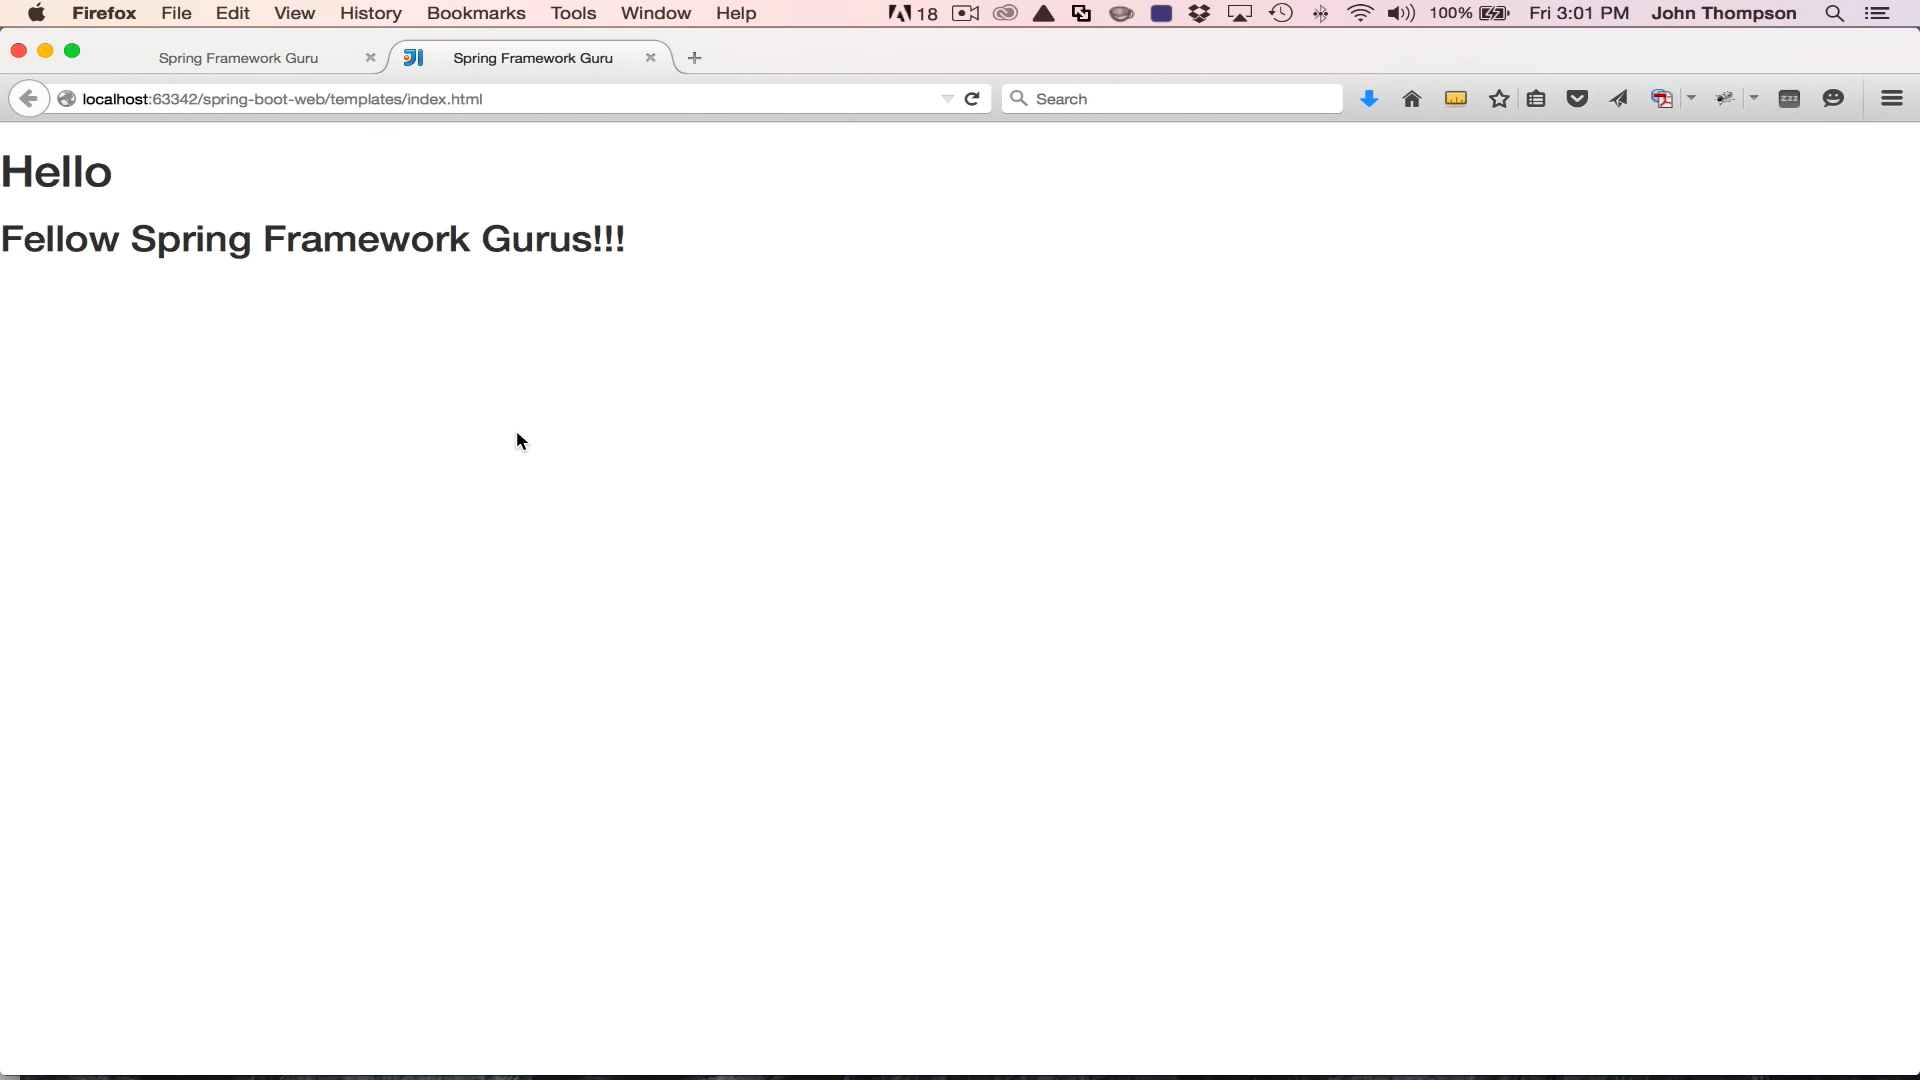 Firefox File Edit View History Bookmarks Tools Window Help 18 100% Fri 3:01 PM John Thompson
Spring Framework Guru Spring Framework Guru
localhost:63342/spring-boot-web/templates/index.html Search zzz
Hello
Fellow Spring Framework Gurus!!!